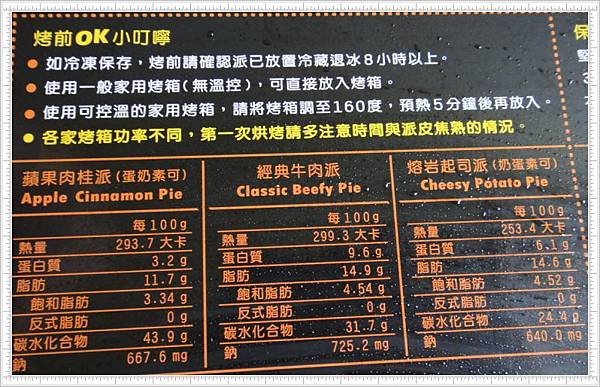 烤前OK小叮嚀
● 如冷凍保存，烤前請確認派已放置冷藏退冰8小時以上。
● 使用一般家用烤箱(無溫控)，可直接放入烤箱。
● 使用可控溫的家用烤箱，請將烤箱調至160度，預熱5分鐘後再放入。
● 各家烤箱功率不同，第一次烘烤請多注意時間與派皮焦熟的情況。
保
堅
蘋果肉桂派(蛋奶素可)
Apple Cinnamon Pie
每100g
熱量 293.7 大卡
蛋白質 3.2 g
脂肪 11.7 g
飽和脂肪 3.34 g
反式脂肪 0 g
碳水化合物 43.9 g
鈉 667.6 mg
經典牛肉派
Classic Beefy Pie
每100g
熱量 299.3 大卡
蛋白質 9.6 g
脂肪 14.9 g
飽和脂肪 4.54 g
反式脂肪 0 g
碳水化合物 31.7 g
鈉 725.2 mg
熔岩起司派(奶蛋素可)
Cheesy Potato Pie
每100g
熱量 253.4 大卡
蛋白質 6.1 g
脂肪 14.6 g
飽和脂肪 4.52 g
反式脂肪 0 g
碳水化合物 24.4 g
鈉 640.0 mg